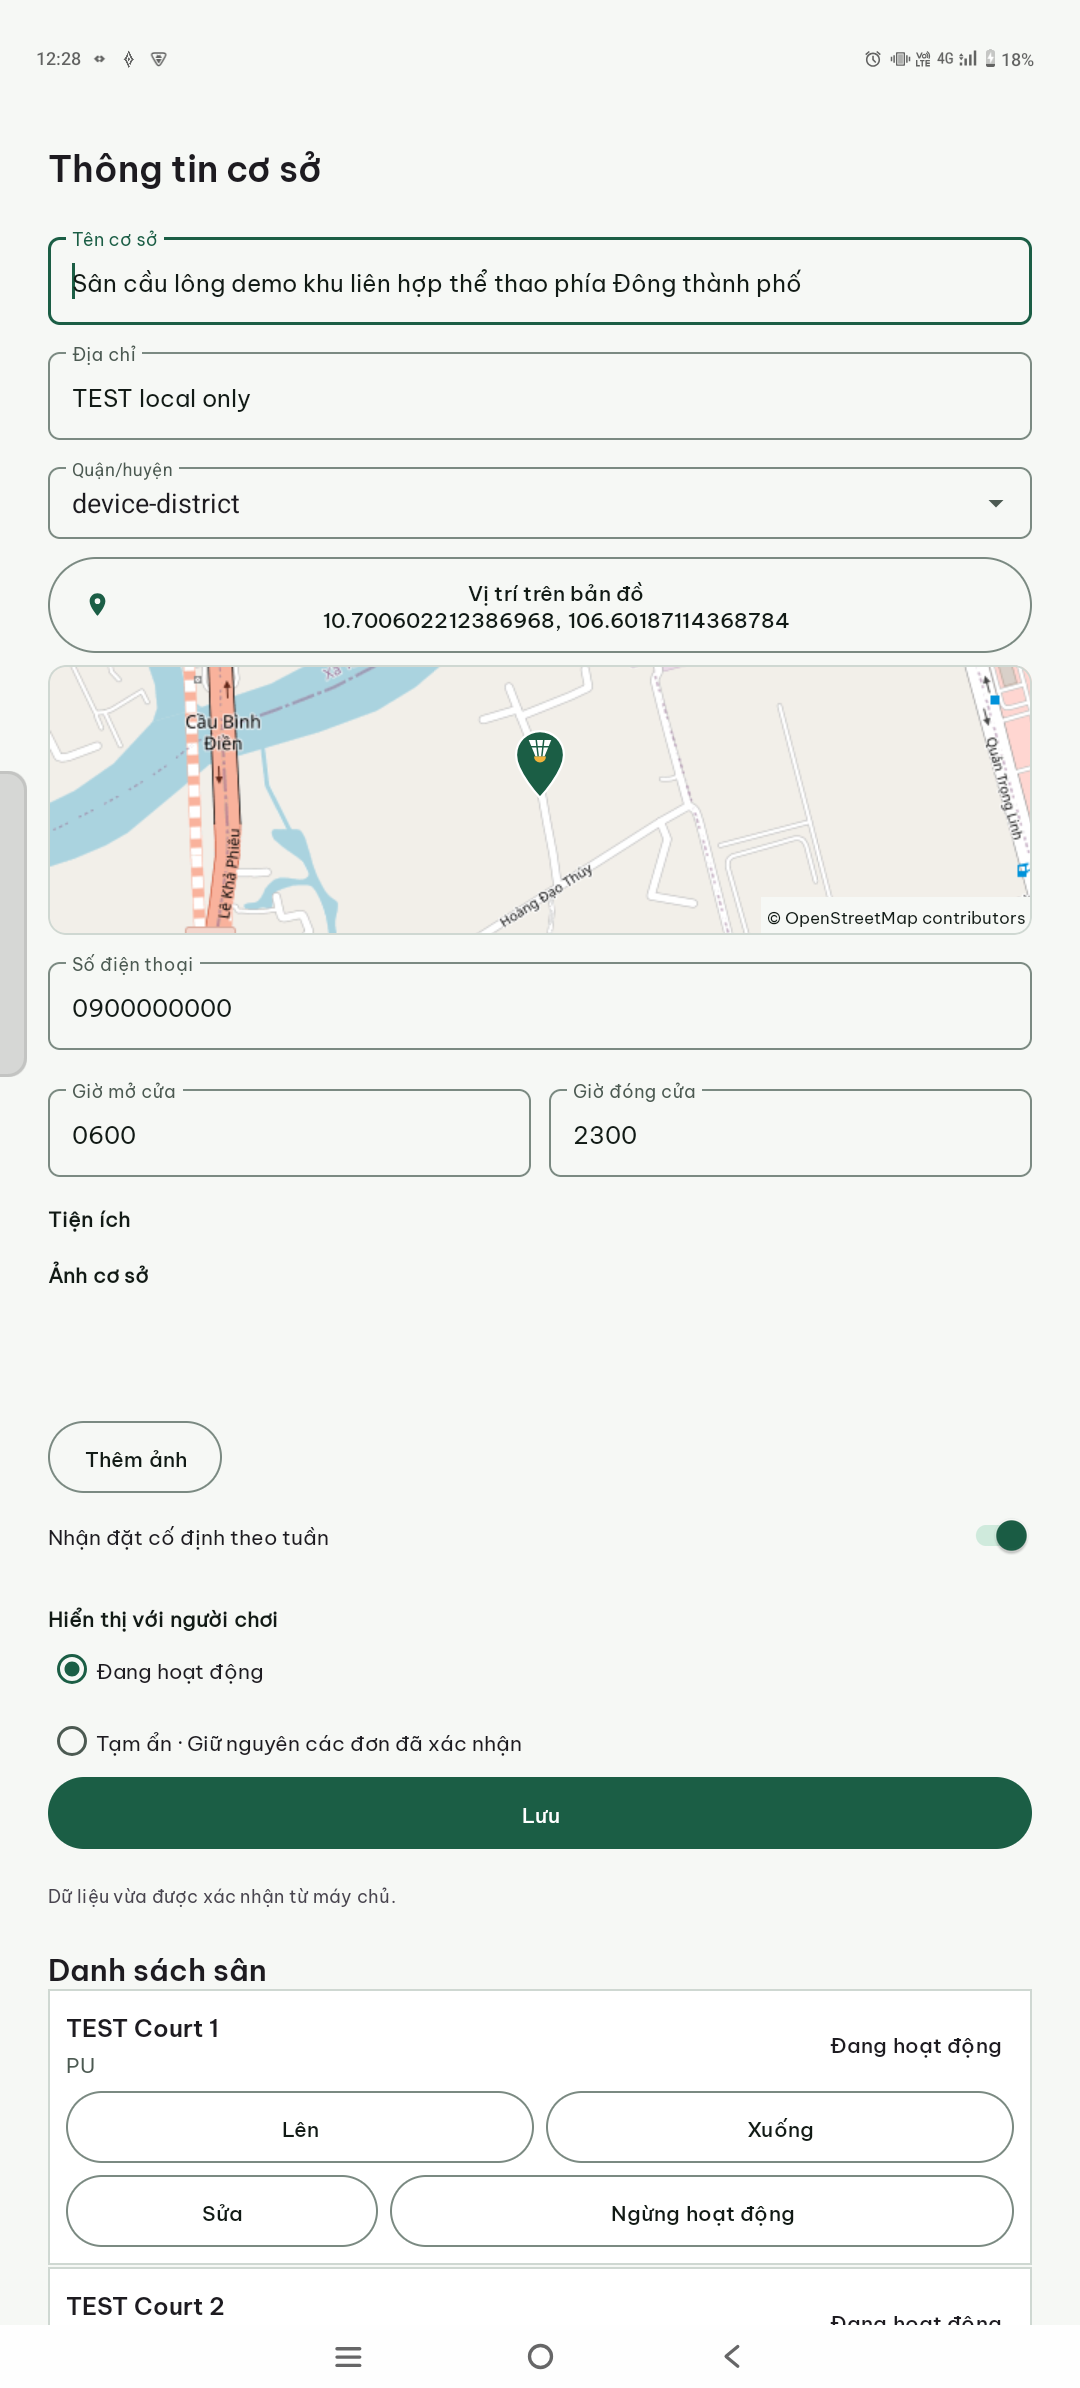 12:28
VoLTE 4G 18%
Thông tin cơ sở
Tên cơ sở
Sân cầu lông demo khu liên hợp thể thao phía Đông thành phố
Địa chỉ
TEST local only
Quận/huyện
device-district
Vị trí trên bản đồ
10.700602212386968, 106.60187114368784
Cầu Bình
Điền
Lê Khả Phiêu
Hoàng Đạo Thúy
Quản Trọng Linh
© OpenStreetMap contributors
Số điện thoại
0900000000
Giờ mở cửa
0600
Giờ đóng cửa
2300
Tiện ích
Ảnh cơ sở
Thêm ảnh
Nhận đặt cố định theo tuần
Hiển thị với người chơi
Đang hoạt động
Tạm ẩn · Giữ nguyên các đơn đã xác nhận
Lưu
Dữ liệu vừa được xác nhận từ máy chủ.
Danh sách sân
TEST Court 1
PU
Đang hoạt động
Lên
Xuống
Sửa
Ngừng hoạt động
TEST Court 2
Đang hoạt động